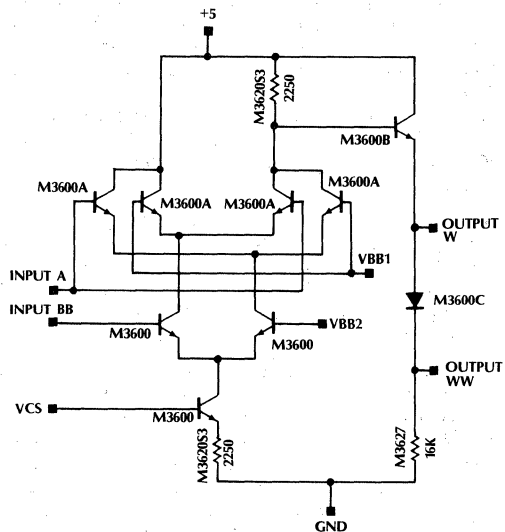 +5
M3620S3
2250
M3600B
M3600A
M3600A
M3600A
M3600A
OUTPUT
W
INPUT A
VBB1
M3600C
INPUT BB
M3600
M3600
VBB2
OUTPUT
WW
VCS
M3600
M3620S3
2250
M3627
16K
GND